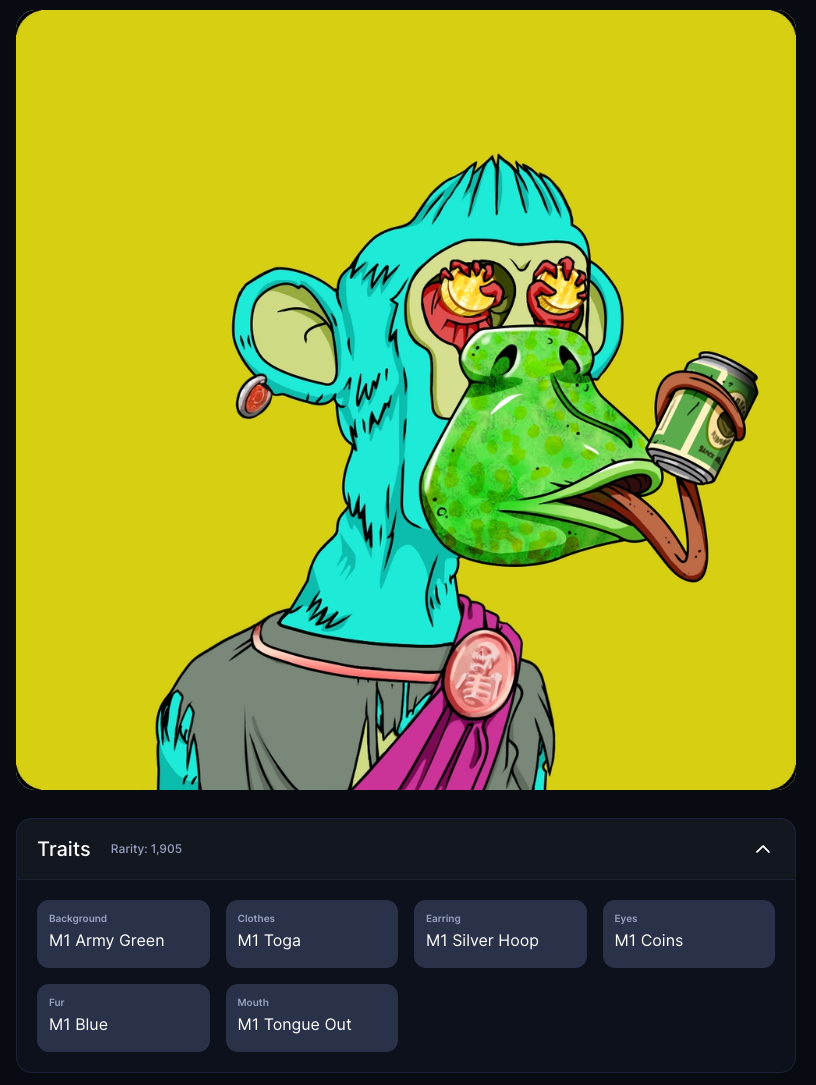 Traits
Rarity: 1,905
Background
M1 Army Green
Clothes
M1 Toga
Earring
M1 Silver Hoop
Eyes
M1 Coins
Fur
M1 Blue
Mouth
M1 Tongue Out